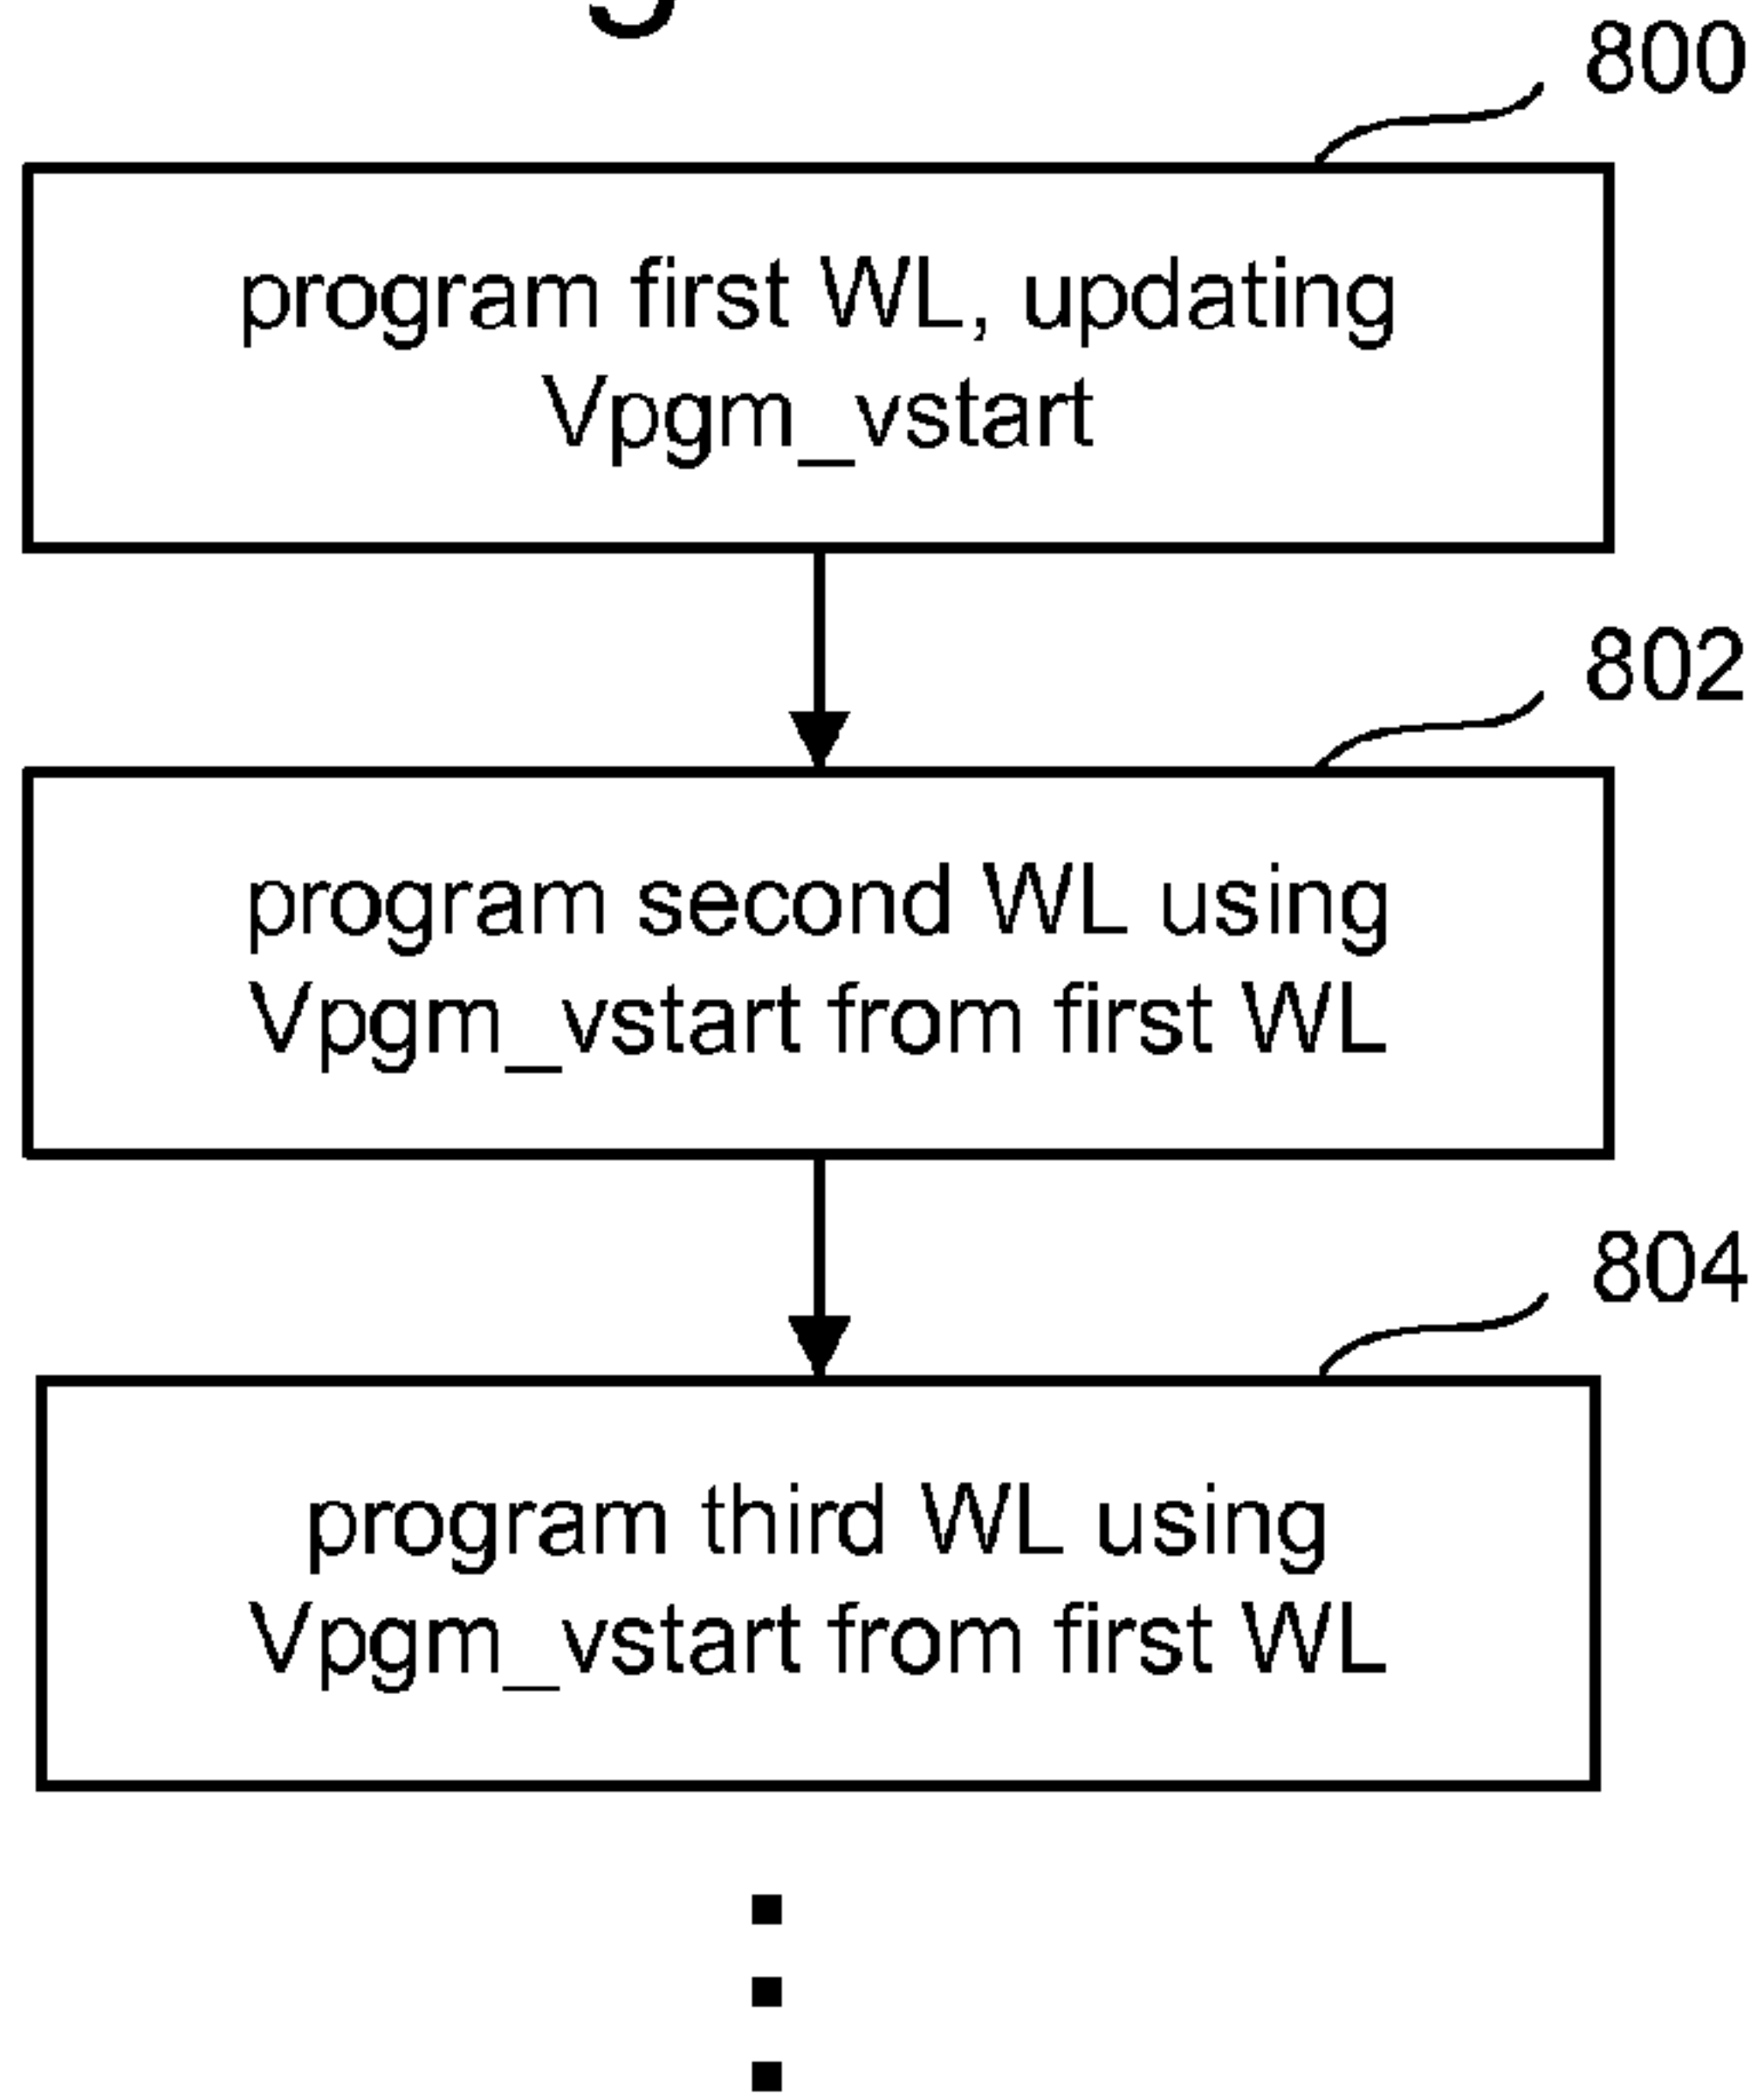 800
program first WL, updating
Vpgm_vstart
802
program second WL using
Vpgm_vstart from first WL
804
program third WL using
Vpgm_vstart from first WL